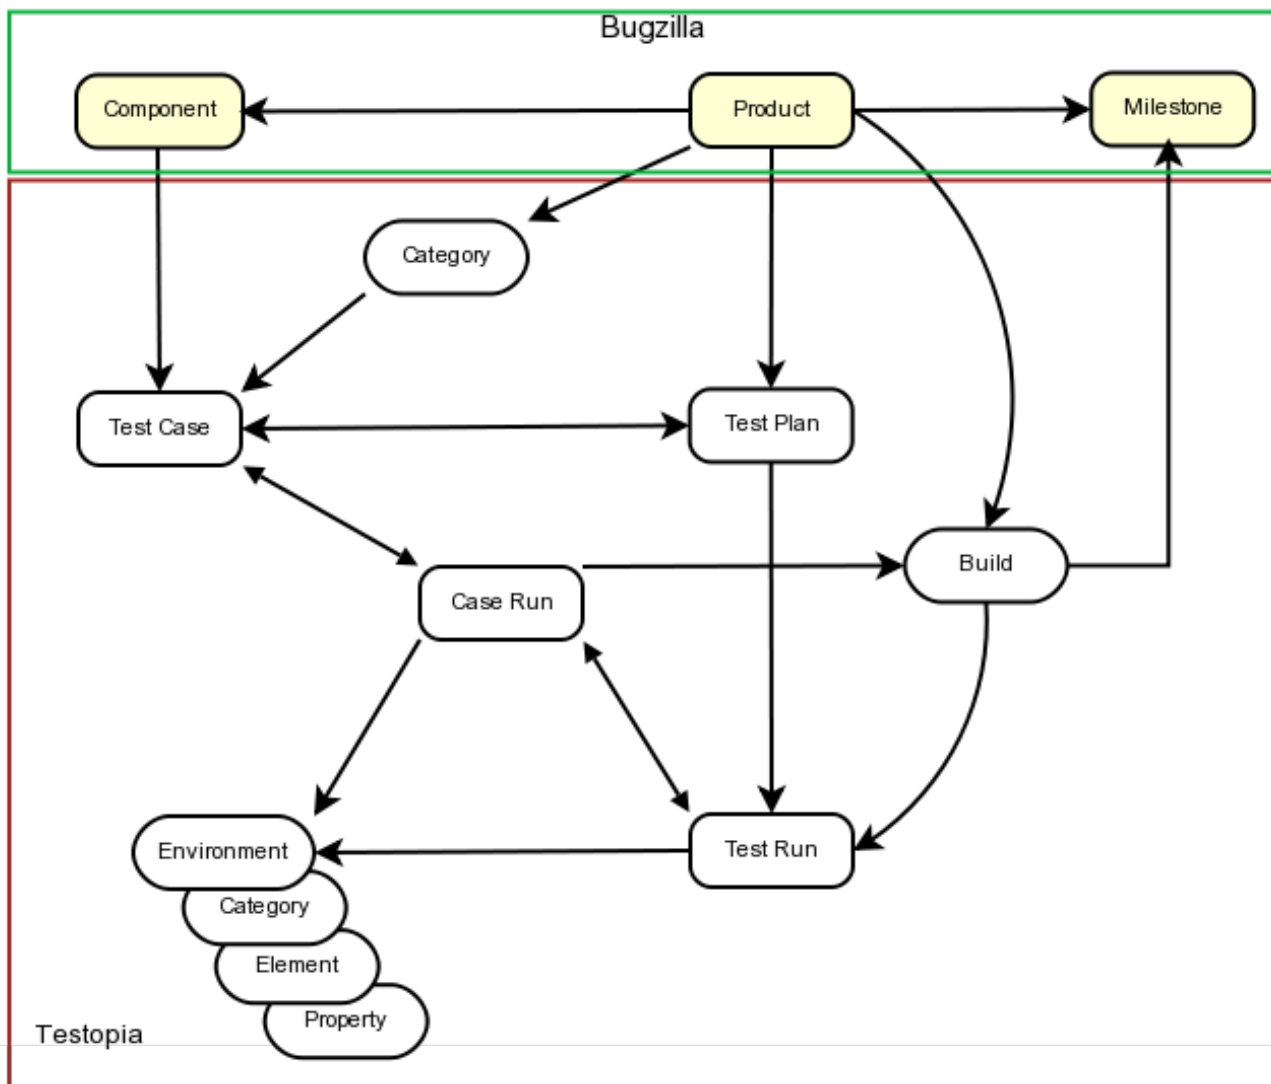 Bugzilla
Component
Product
Milestone
Category
Test Case
Test Plan
Build
Case Run
Environment
Test Run
Category
Element
Property
Testopia